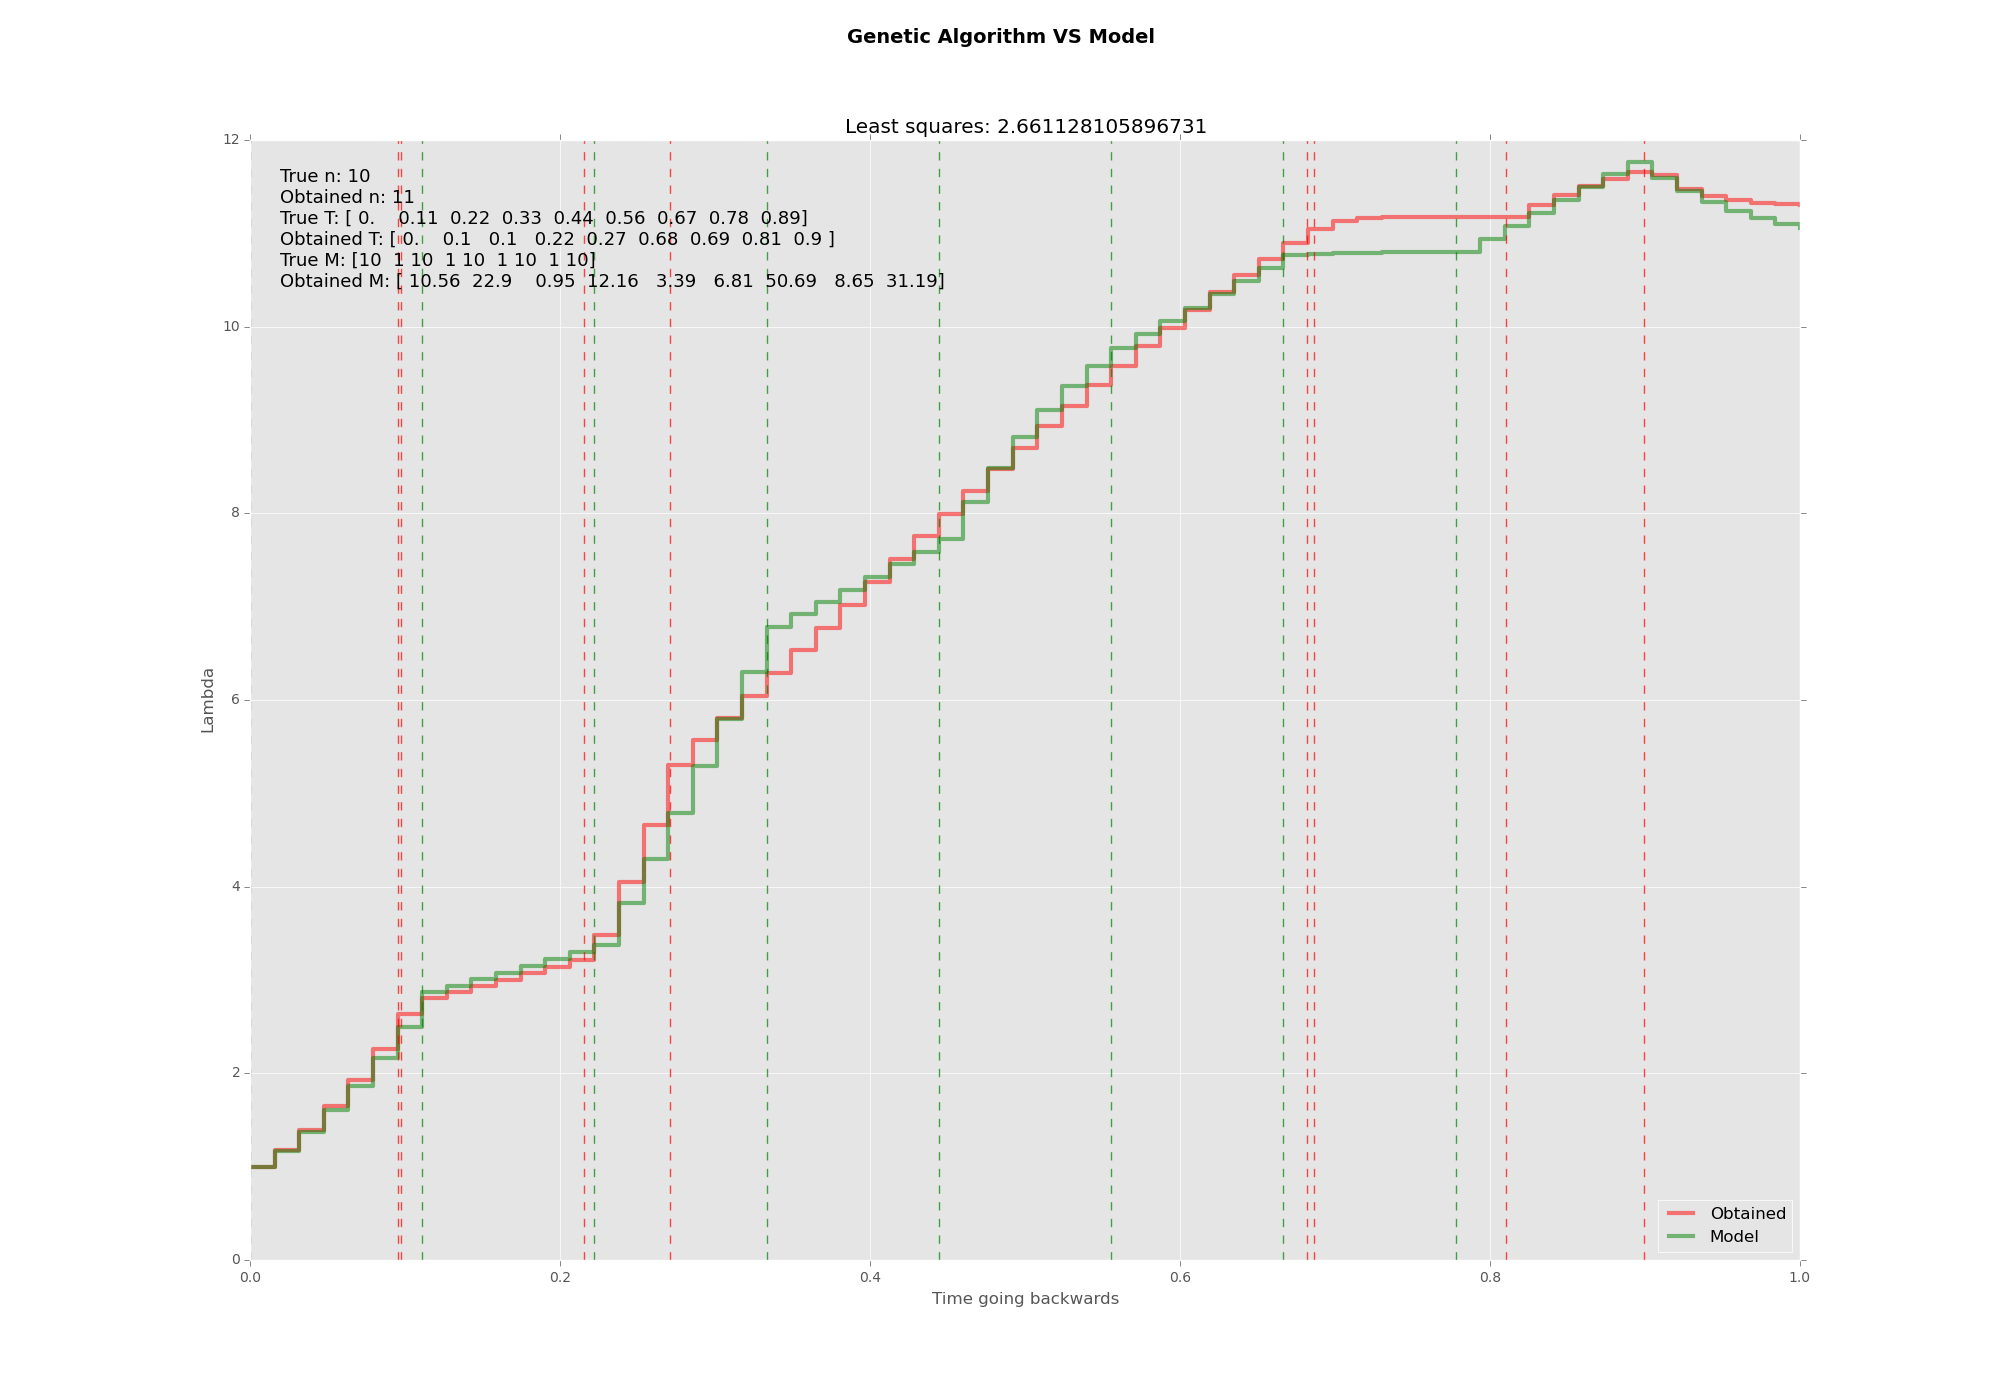 Genetic Algorithm VS Model
Least squares: 2.661128105896731
True n: 10
Obtained n: 11
True T: [ 0.    0.11  0.22  0.33  0.44  0.56  0.67  0.78  0.89]
Obtained T: [ 0.    0.1   0.1   0.22  0.27  0.68  0.69  0.81  0.9 ]
True M: [10  1 10  1 10  1 10  1 10]
Obtained M: [ 10.56  22.9    0.95  12.16   3.39   6.81  50.69   8.65  31.19]
12
10
8
6
4
2
0
Lambda
0.0 0.2 0.4 0.6 0.8 1.0
Time going backwards
Obtained
Model